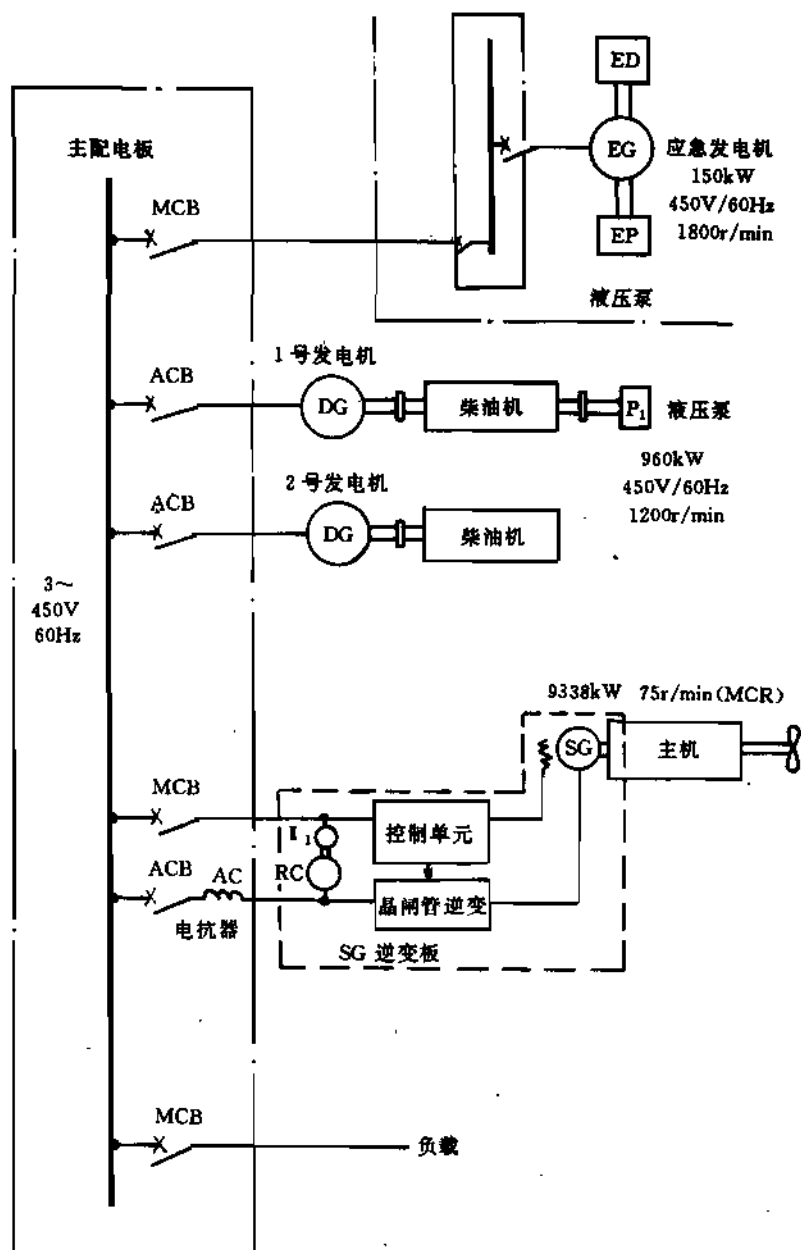 ED
主配电板
EG
应急发电机
150kW
450V/60Hz
1800r/min
MCB
EP
液压泵
1号发电机
ACB
DG
柴油机
P₁
液压泵
960kW
450V/60Hz
1200r/min
2号发电机
ACB
DG
柴油机
3～
450V
60Hz
9338kW 75r/min(MCR)
SG
主机
MCB
控制单元
RC
ACB
AC
晶闸管逆变
电抗器
SG 逆变板
MCB
负载